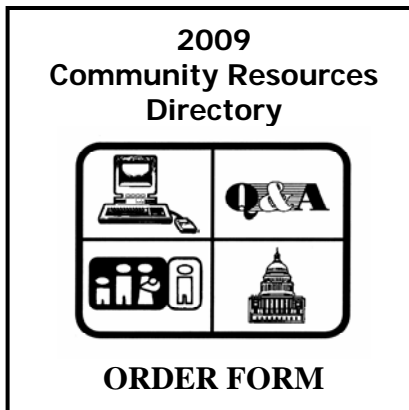 2009
Community Resources
Directory
Q&A
ORDER FORM